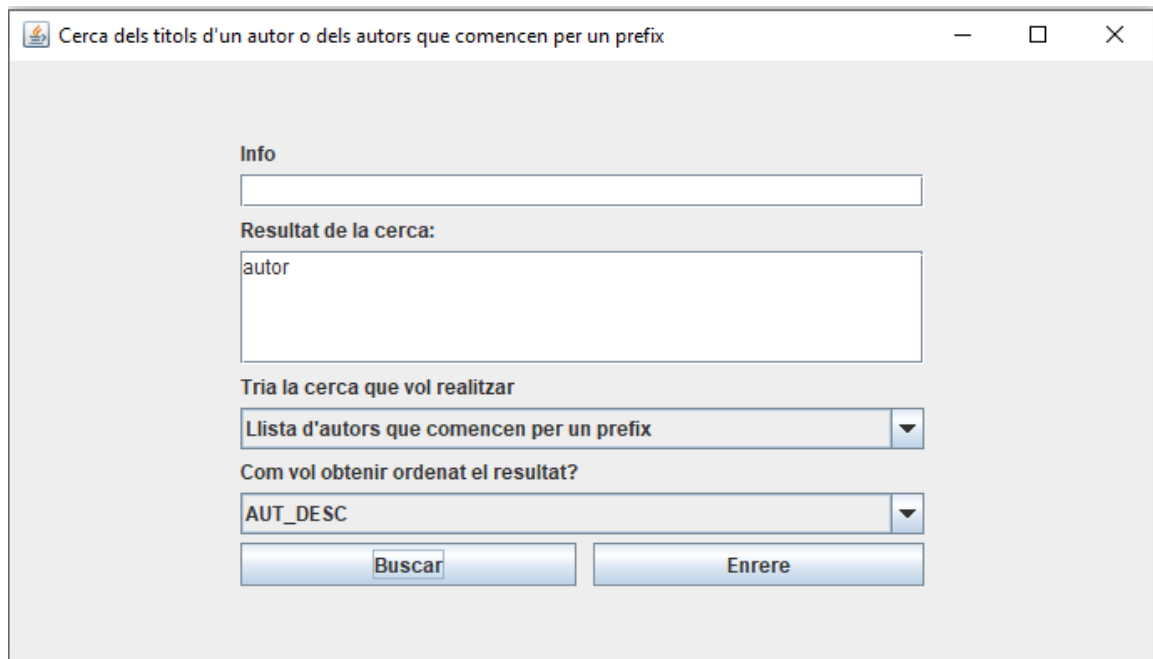 Cerca dels titols d'un autor o dels autors que comencen per un prefix
Info
Resultat de la cerca:
autor
Tria la cerca que vol realitzar
Llista d'autors que comencen per un prefix
Com vol obtenir ordenat el resultat?
AUT_DESC
Buscar Enrere